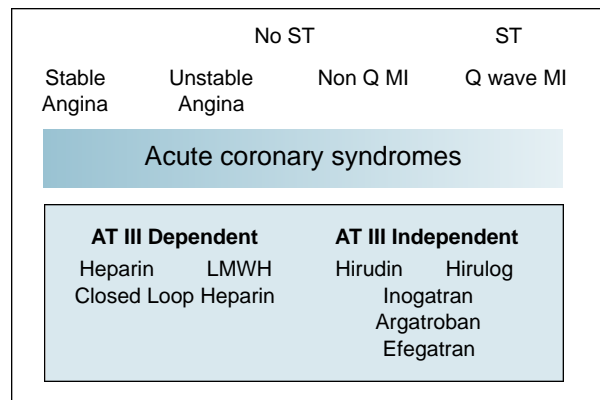 No ST ST
Stable Angina Unstable Angina Non Q MI Q wave MI
Acute coronary syndromes
AT III Dependent
Heparin LMWH
Closed Loop Heparin
AT III Independent
Hirudin Hirulog
Inogatran
Argatroban
Efegatran